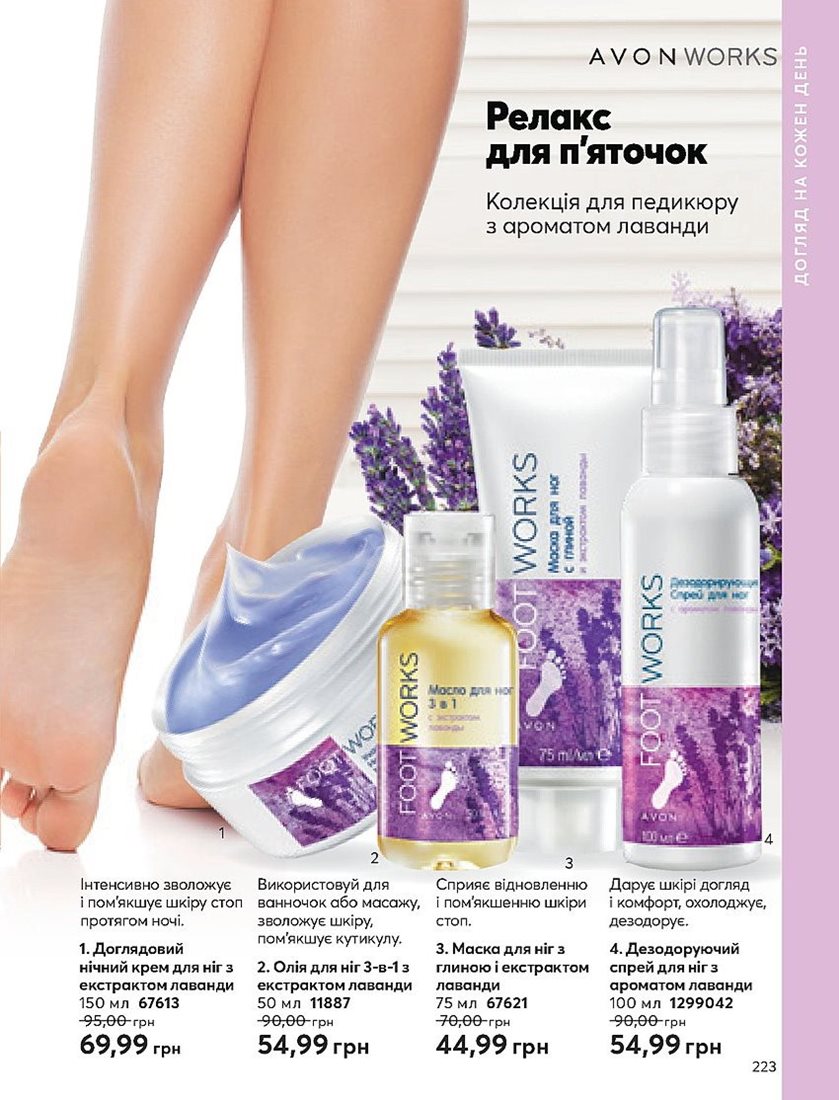 AVON WORKS
ДОГЛЯД НА КОЖЕН ДЕНЬ
Релакс
для п'яточок
Колекція для педикюру
з ароматом лаванди
FOOT WORKS
FOOT WORKS
Масло для ног
3 в 1
с экстрактом
лаванды
AVON
FOOT WORKS
Маска для ног
с глиной
и экстрактом лаванды
AVON
75 ml/мл e
FOOT WORKS
Дезодорирующий
Спрей для ног
с ароматом лаванды
AVON
100 мл e
1
2
3
4
Інтенсивно зволожує
і пом'якшує шкіру стоп
протягом ночі.
1. Доглядовий
нічний крем для ніг з
екстрактом лаванди
150 мл 67613
95,00 грн
69,99 грн
Використовуй для
ванночок або масажу,
зволожує шкіру,
пом'якшує кутикулу.
2. Олія для ніг 3-в-1 з
екстрактом лаванди
50 мл 11887
90,00 грн
54,99 грн
Сприяє відновленню
і пом'якшенню шкіри
стоп.
3. Маска для ніг з
глиною і екстрактом
лаванди
75 мл 67621
70,00 грн
44,99 грн
Дарує шкірі догляд
і комфорт, охолоджує,
дезодорує.
4. Дезодоруючий
спрей для ніг з
ароматом лаванди
100 мл 1299042
90,00 грн
54,99 грн
223